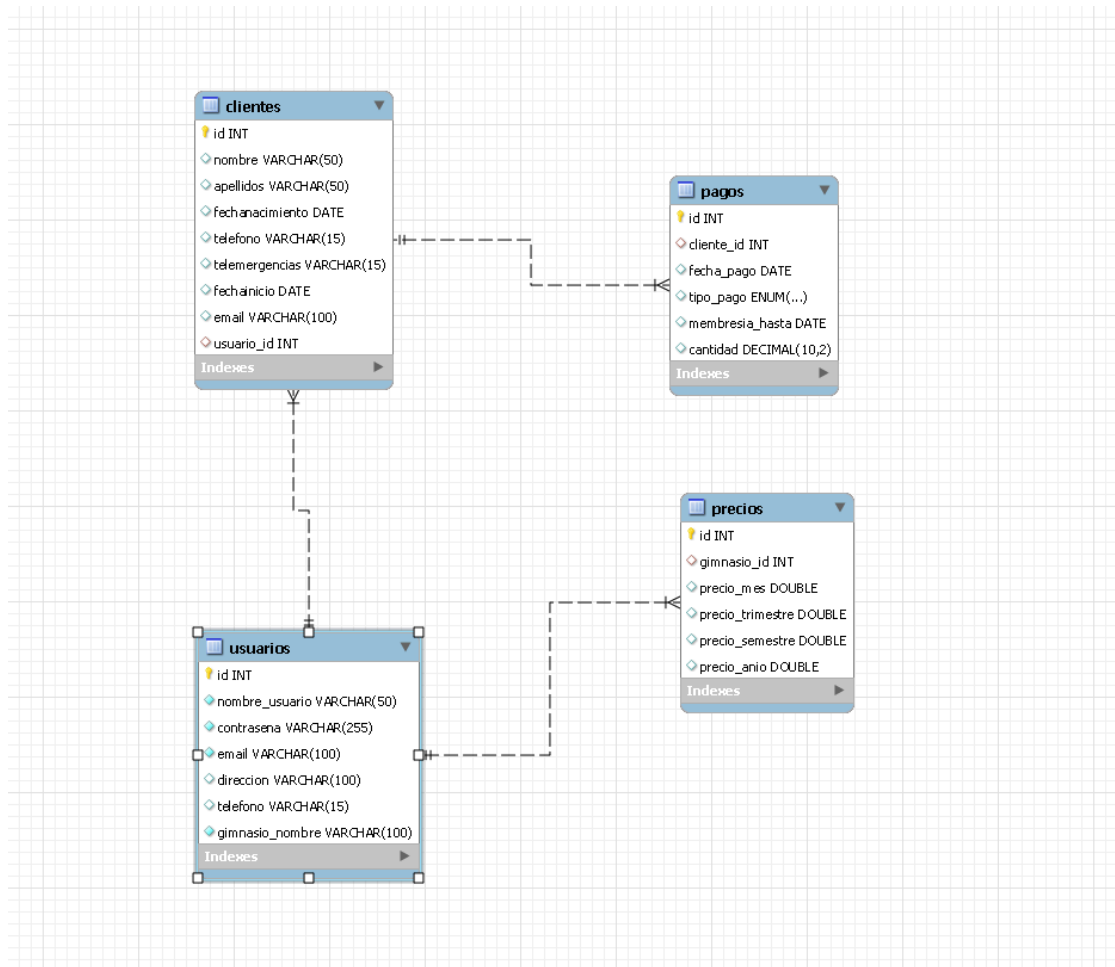 clientes
id INT
nombre VARCHAR(50)
apellidos VARCHAR(50)
fechanacimiento DATE
telefono VARCHAR(15)
telemergencias VARCHAR(15)
fechainicio DATE
email VARCHAR(100)
usuario_id INT
Indexes
pagos
id INT
cliente_id INT
fecha_pago DATE
tipo_pago ENUM(...)
membresia_hasta DATE
cantidad DECIMAL(10,2)
Indexes
precios
id INT
gimnasio_id INT
precio_mes DOUBLE
precio_trimestre DOUBLE
precio_semestre DOUBLE
precio_anio DOUBLE
Indexes
usuarios
id INT
nombre_usuario VARCHAR(50)
contrasena VARCHAR(255)
email VARCHAR(100)
direccion VARCHAR(100)
telefono VARCHAR(15)
gimnasio_nombre VARCHAR(100)
Indexes